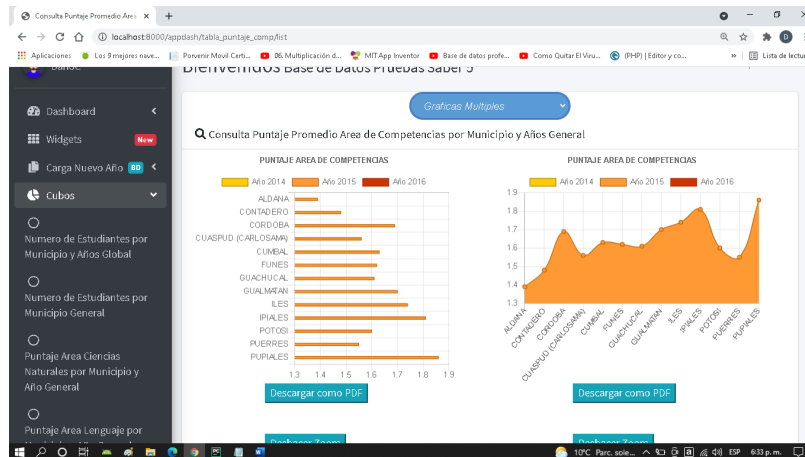 Consulta Puntaje Promedio Area
localhost:8000/appdash/tabla_puntaje_comp/list
Aplicaciones
Los 9 mejores nave...
Porvenir Movil Certi...
06. Multiplicación d...
MIT App Inventor
Base de datos profe...
Como Quitar El Viru...
(PHP) | Editor y co...
»
Lista de lectur
Dashboard
Widgets
New
Carga Nuevo Año
BD
Cubos
Numero de Estudiantes por
Municipio y Años Global
Numero de Estudiantes por
Municipio General
Puntaje Area Ciencias
Naturales por Municipio y
Año General
Puntaje Area Lenguaje por
Bienvenidos Base de Datos Pruebas Saber 5
Graficas Multiples
Consulta Puntaje Promedio Area de Competencias por Municipio y Años General
PUNTAJE AREA DE COMPETENCIAS
Año 2014 Año 2015 Año 2016
ALDANA
CONTADERO
CORDOBA
CUASPUD (CARLOSAMA)
CUMBAL
FUNES
GUACHUCAL
GUALMATAN
ILES
IPIALES
POTOSI
PUERRES
PUPIALES
1.3 1.4 1.5 1.6 1.7 1.8 1.9
Descargar como PDF
Deshacer Zoom
PUNTAJE AREA DE COMPETENCIAS
Año 2014 Año 2015 Año 2016
1.9
1.8
1.7
1.6
1.5
1.4
1.3
ALDANA
CONTADERO
CORDOBA
CUASPUD (CARLOSAMA)
CUMBAL
FUNES
GUACHUCAL
GUALMATAN
ILES
IPIALES
POTOSI
PUERRES
PUPIALES
Descargar como PDF
Deshacer Zoom
10°C Parc. sole...
ESP
6:33 p. m.